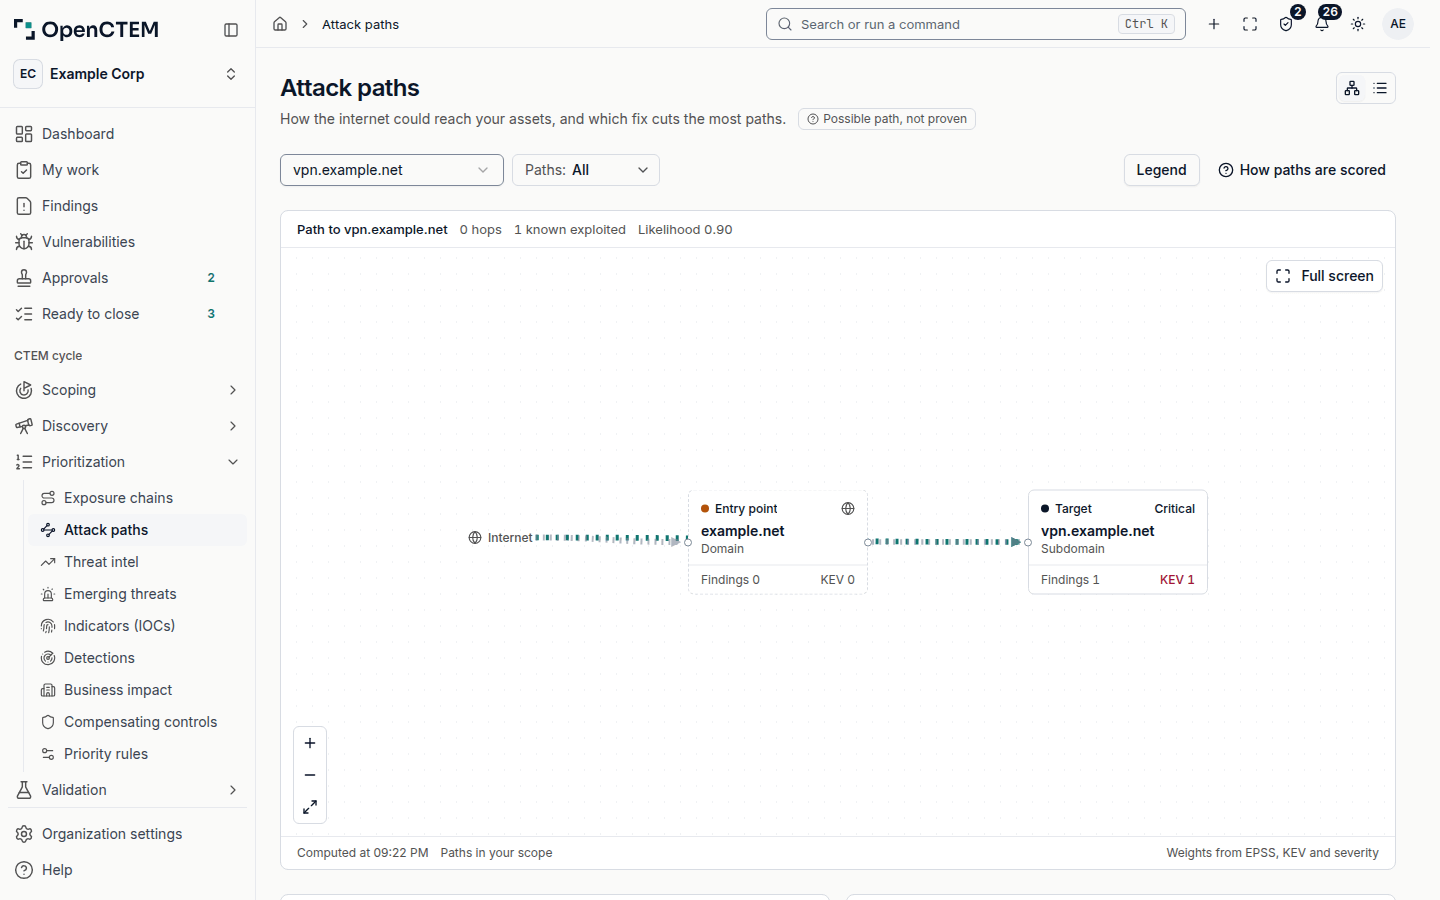 OpenCTEM
EC Example Corp
Dashboard
My work
Findings
Vulnerabilities
Approvals 2
Ready to close 3
CTEM cycle
Scoping
Discovery
Prioritization
Exposure chains
Attack paths
Threat intel
Emerging threats
Indicators (IOCs)
Detections
Business impact
Compensating controls
Priority rules
Validation
Organization settings
Help
Attack paths
Search or run a command Ctrl K
2
26
AE
Attack paths
How the internet could reach your assets, and which fix cuts the most paths. Possible path, not proven
vpn.example.net Paths: All Legend How paths are scored
Path to vpn.example.net 0 hops 1 known exploited Likelihood 0.90
Full screen
Internet
Entry point
example.net
Domain
Findings 0 KEV 0
Target Critical
vpn.example.net
Subdomain
Findings 1 KEV 1
Computed at 09:22 PM Paths in your scope Weights from EPSS, KEV and severity